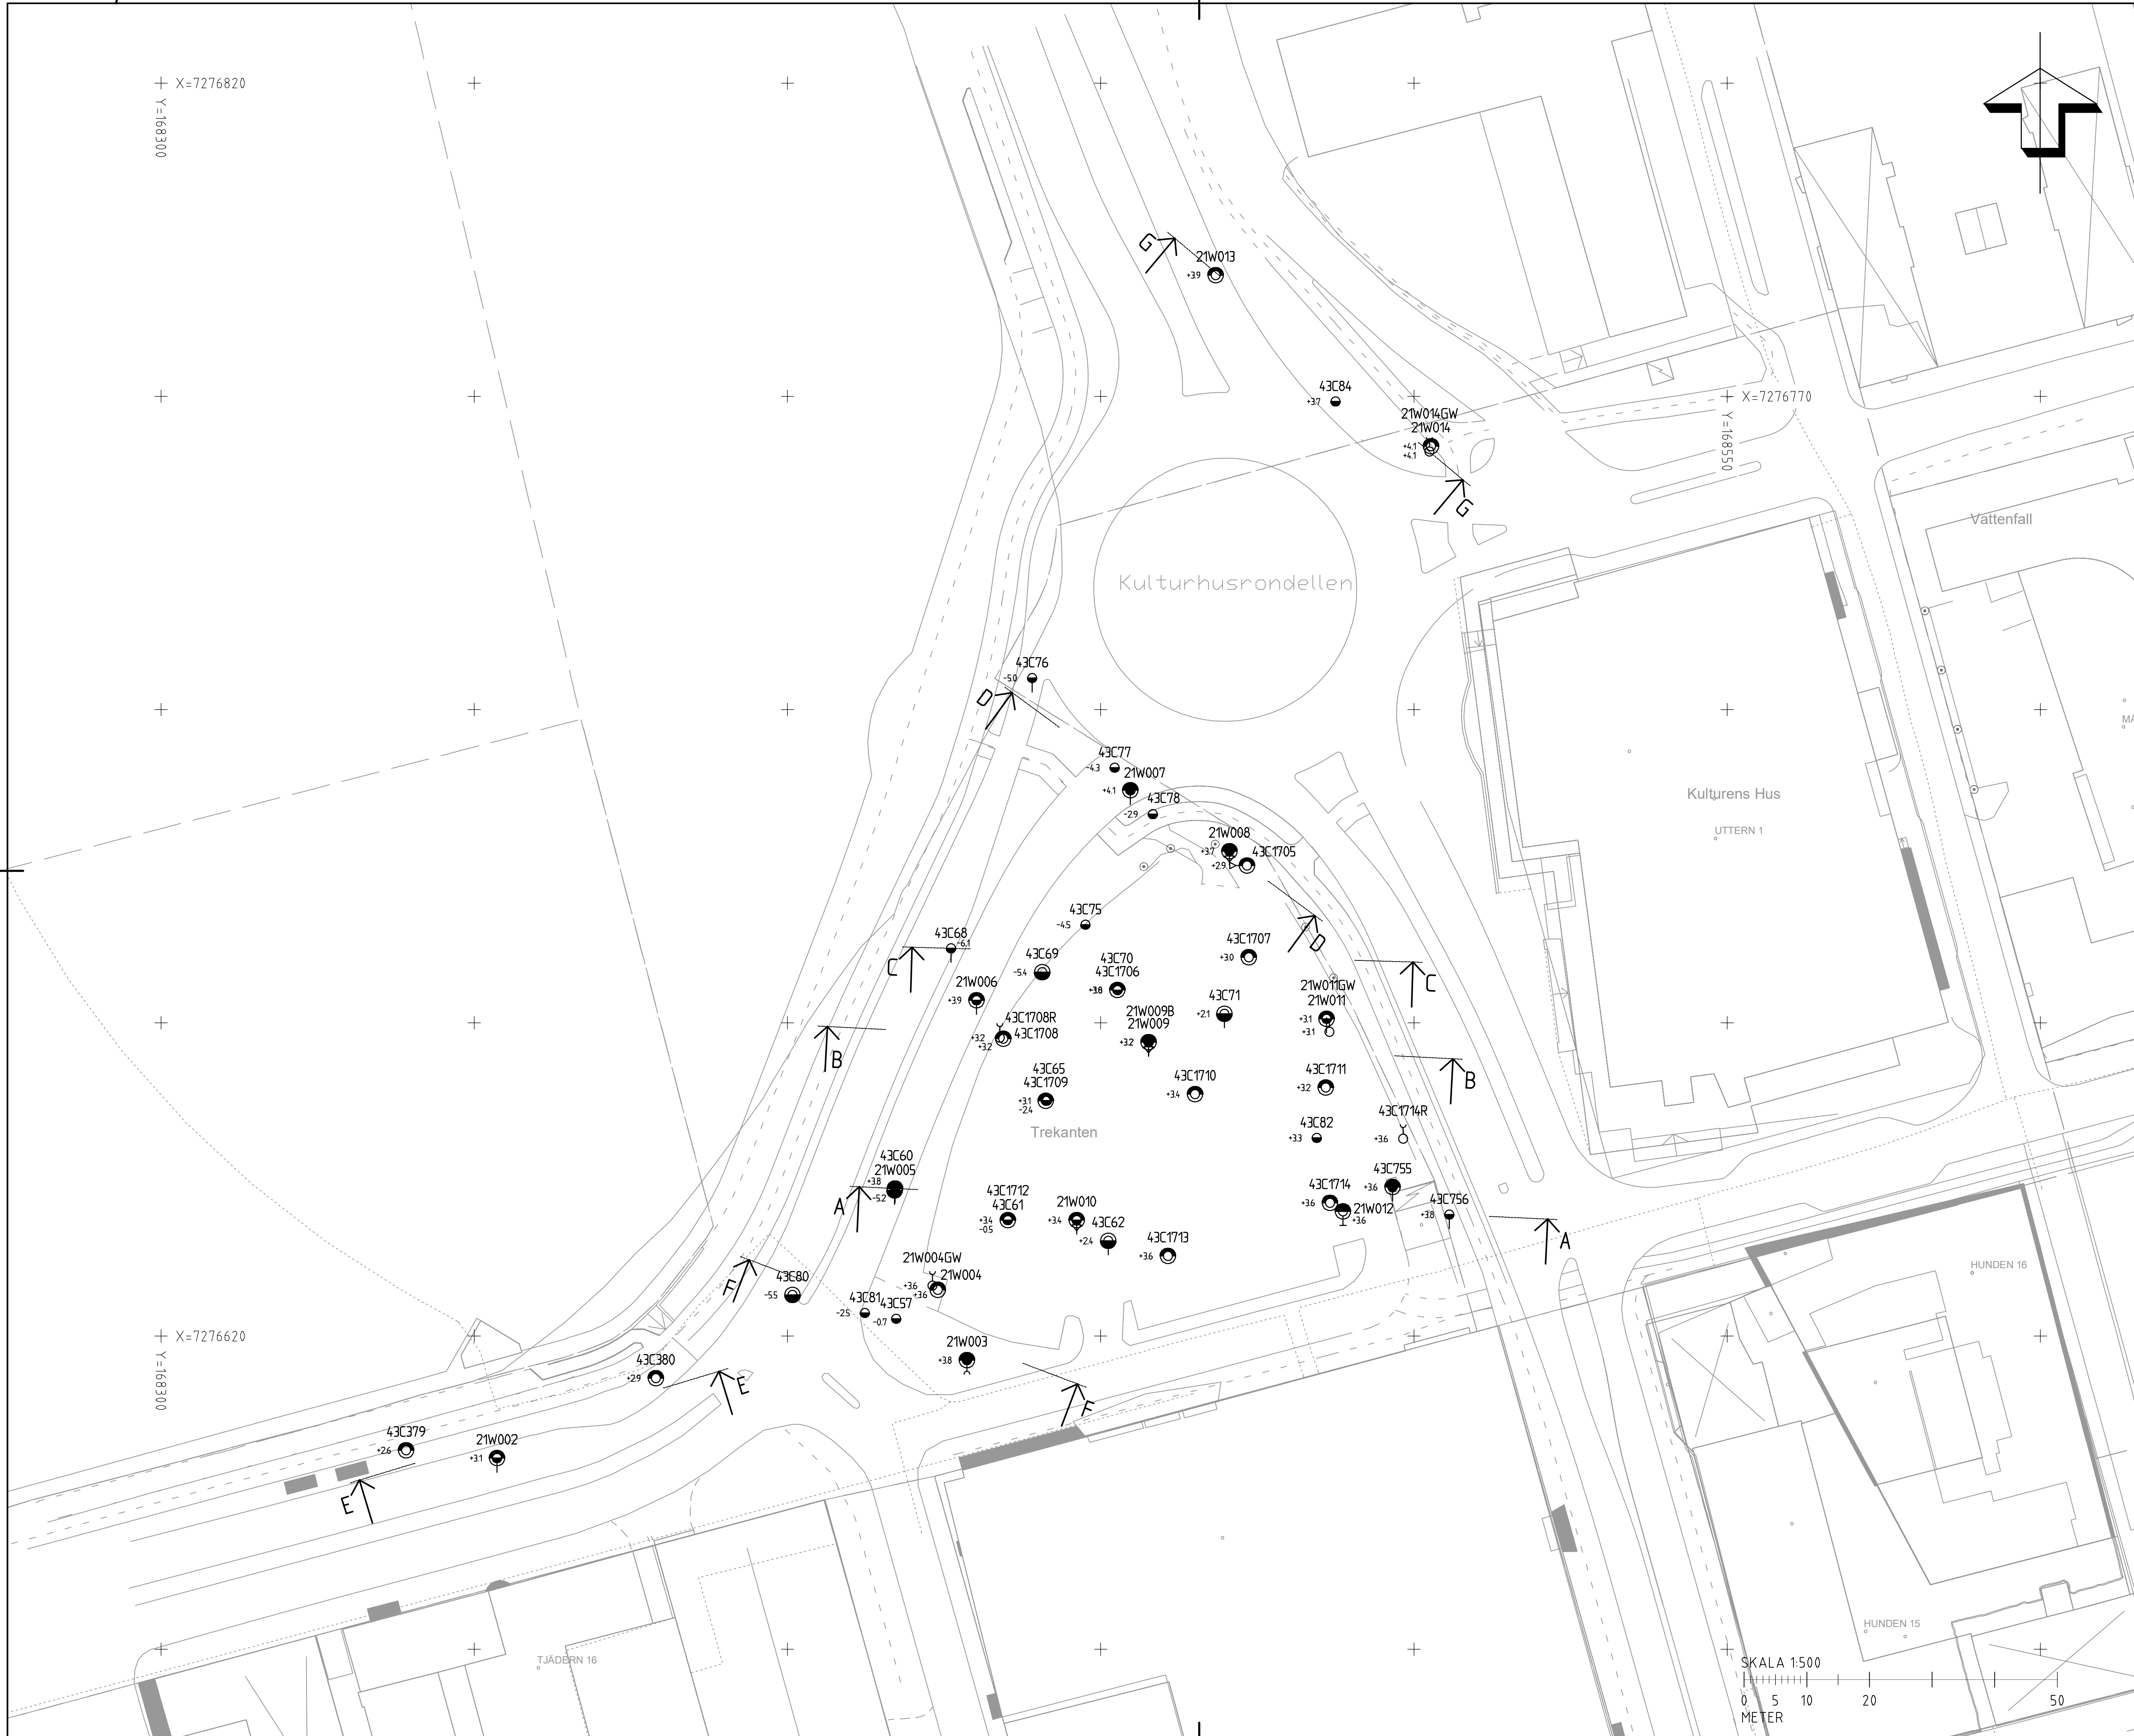 X=7276820
Y=168300
G
21W013
+3.9
43C84
+3.7
X=7276770
Y=168550
21W014GW
21W014
+4.1
+4.1
G
Vattenfall
Kulturhusrondellen
43C76
-5.0
D
43C77
-4.3
21W007
+4.1
43C78
-2.9
Kulturens Hus
UTTERN 1
21W008
+3.7
43C1705
+2.9
43C75
-4.5
43C68
-6.1
C
43C69
-5.4
43C70
43C1706
43C1707
+3.0
D
C
21W006
+3.9
43C71
+2.1
21W011GW
21W011
+3.1
+3.1
43C1708R
43C1708
+3.2
+3.2
21W009B
21W009
+3.2
B
B
43C65
43C1709
+3.1
-2.4
43C1710
+3.4
43C1711
+3.2
Trekanten
43C82
+3.3
43C1714R
+3.6
43C60
21W005
+3.8
-5.2
A
43C1712
43C61
+3.4
-0.5
21W010
+3.4
43C62
+2.4
43C1713
+3.6
43C1714
+3.6
21W012
+3.6
43C755
+3.6
43C756
+3.8
A
21W004GW
21W004
+3.6
+3.6
F
43C80
-5.5
43C81
-2.5
43C57
-0.7
HUNDEN 16
X=7276620
Y=168300
21W003
+3.8
43C380
+2.9
E
F
43C379
+2.6
21W002
+3.1
E
HUNDEN 15
TJÄDERN 16
SKALA 1:500
0 5 10 20 50
METER